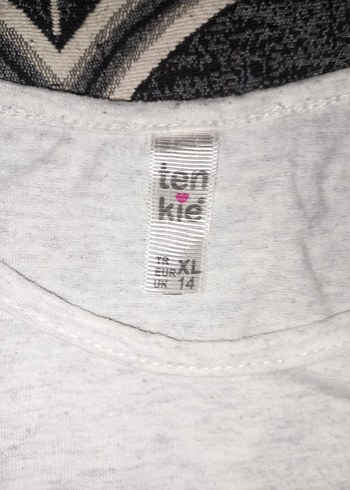 ten
kie
TR
EUR XL
UK 14